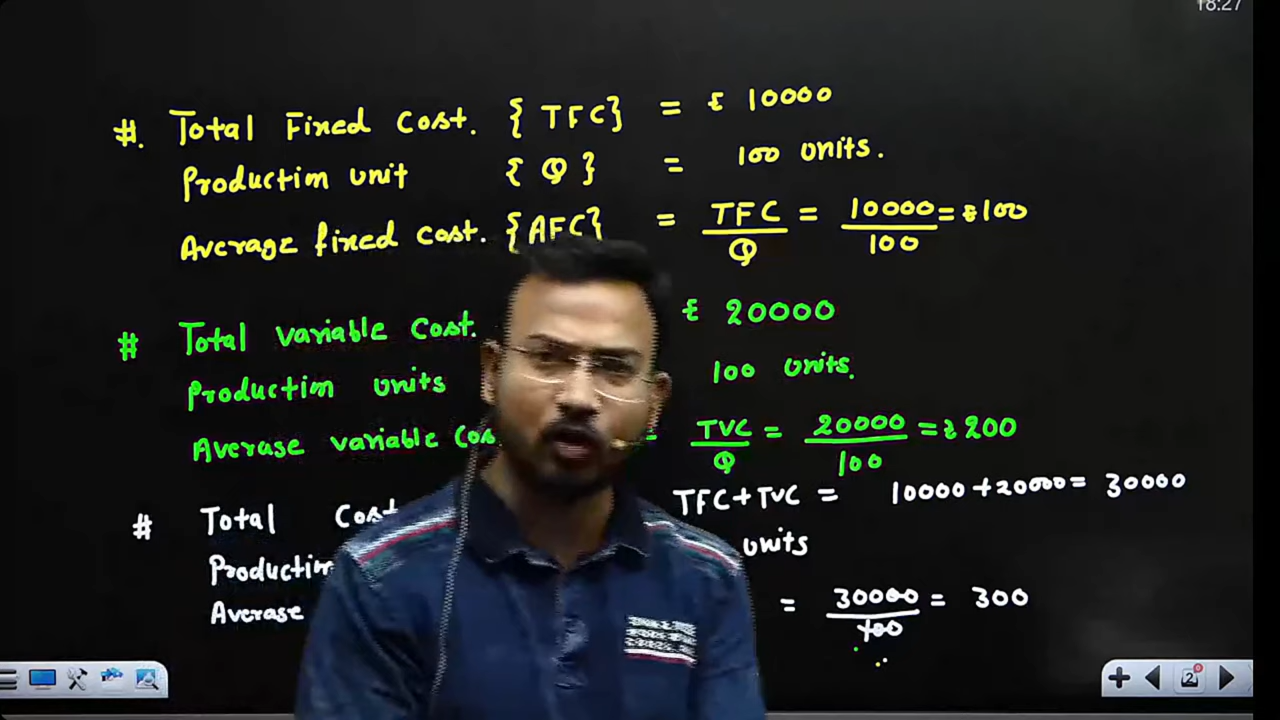 18:27
#. Total Fixed Cost. {TFC} = ₹ 10000
Production unit {Q} = 100 units.
Average fixed cost. {AFC} = TFC/Q = 10000/100 = ₹100
# Total variable Cost. ₹ 20000
Production units 100 units.
Average variable = TVC/Q = 20000/100 = ₹200
# Total Cost TFC+TVC = 10000+20000= 30000
units
Average = 30000/100 = 300
2